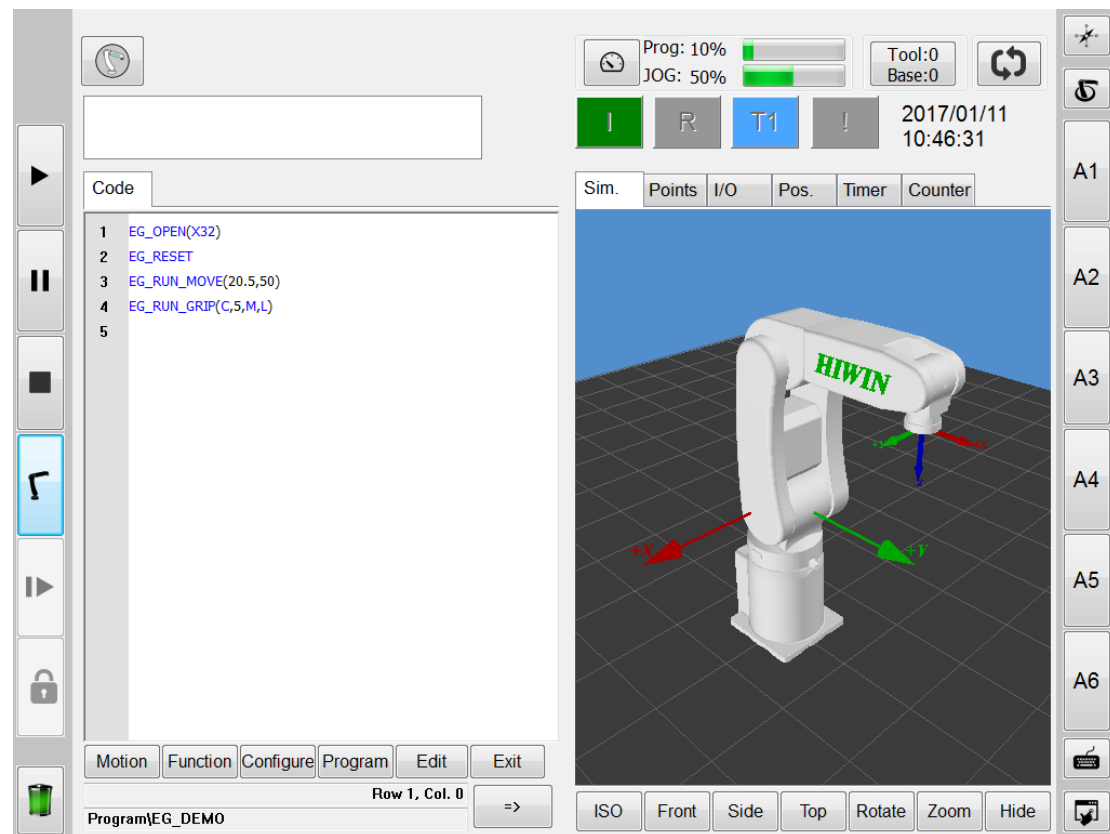 Prog: 10%
JOG: 50%
Tool:0
Base:0
I
R
T1
!
2017/01/11
10:46:31
Code
1 EG_OPEN(X32)
2 EG_RESET
3 EG_RUN_MOVE(20.5,50)
4 EG_RUN_GRIP(C,5,M,L)
5
Motion Function Configure Program Edit Exit
Row 1, Col. 0
Program\EG_DEMO
=>
Sim. Points I/O Pos. Timer Counter
HIWIN
+X
+Y
+Y
+X
ISO Front Side Top Rotate Zoom Hide
A1
A2
A3
A4
A5
A6